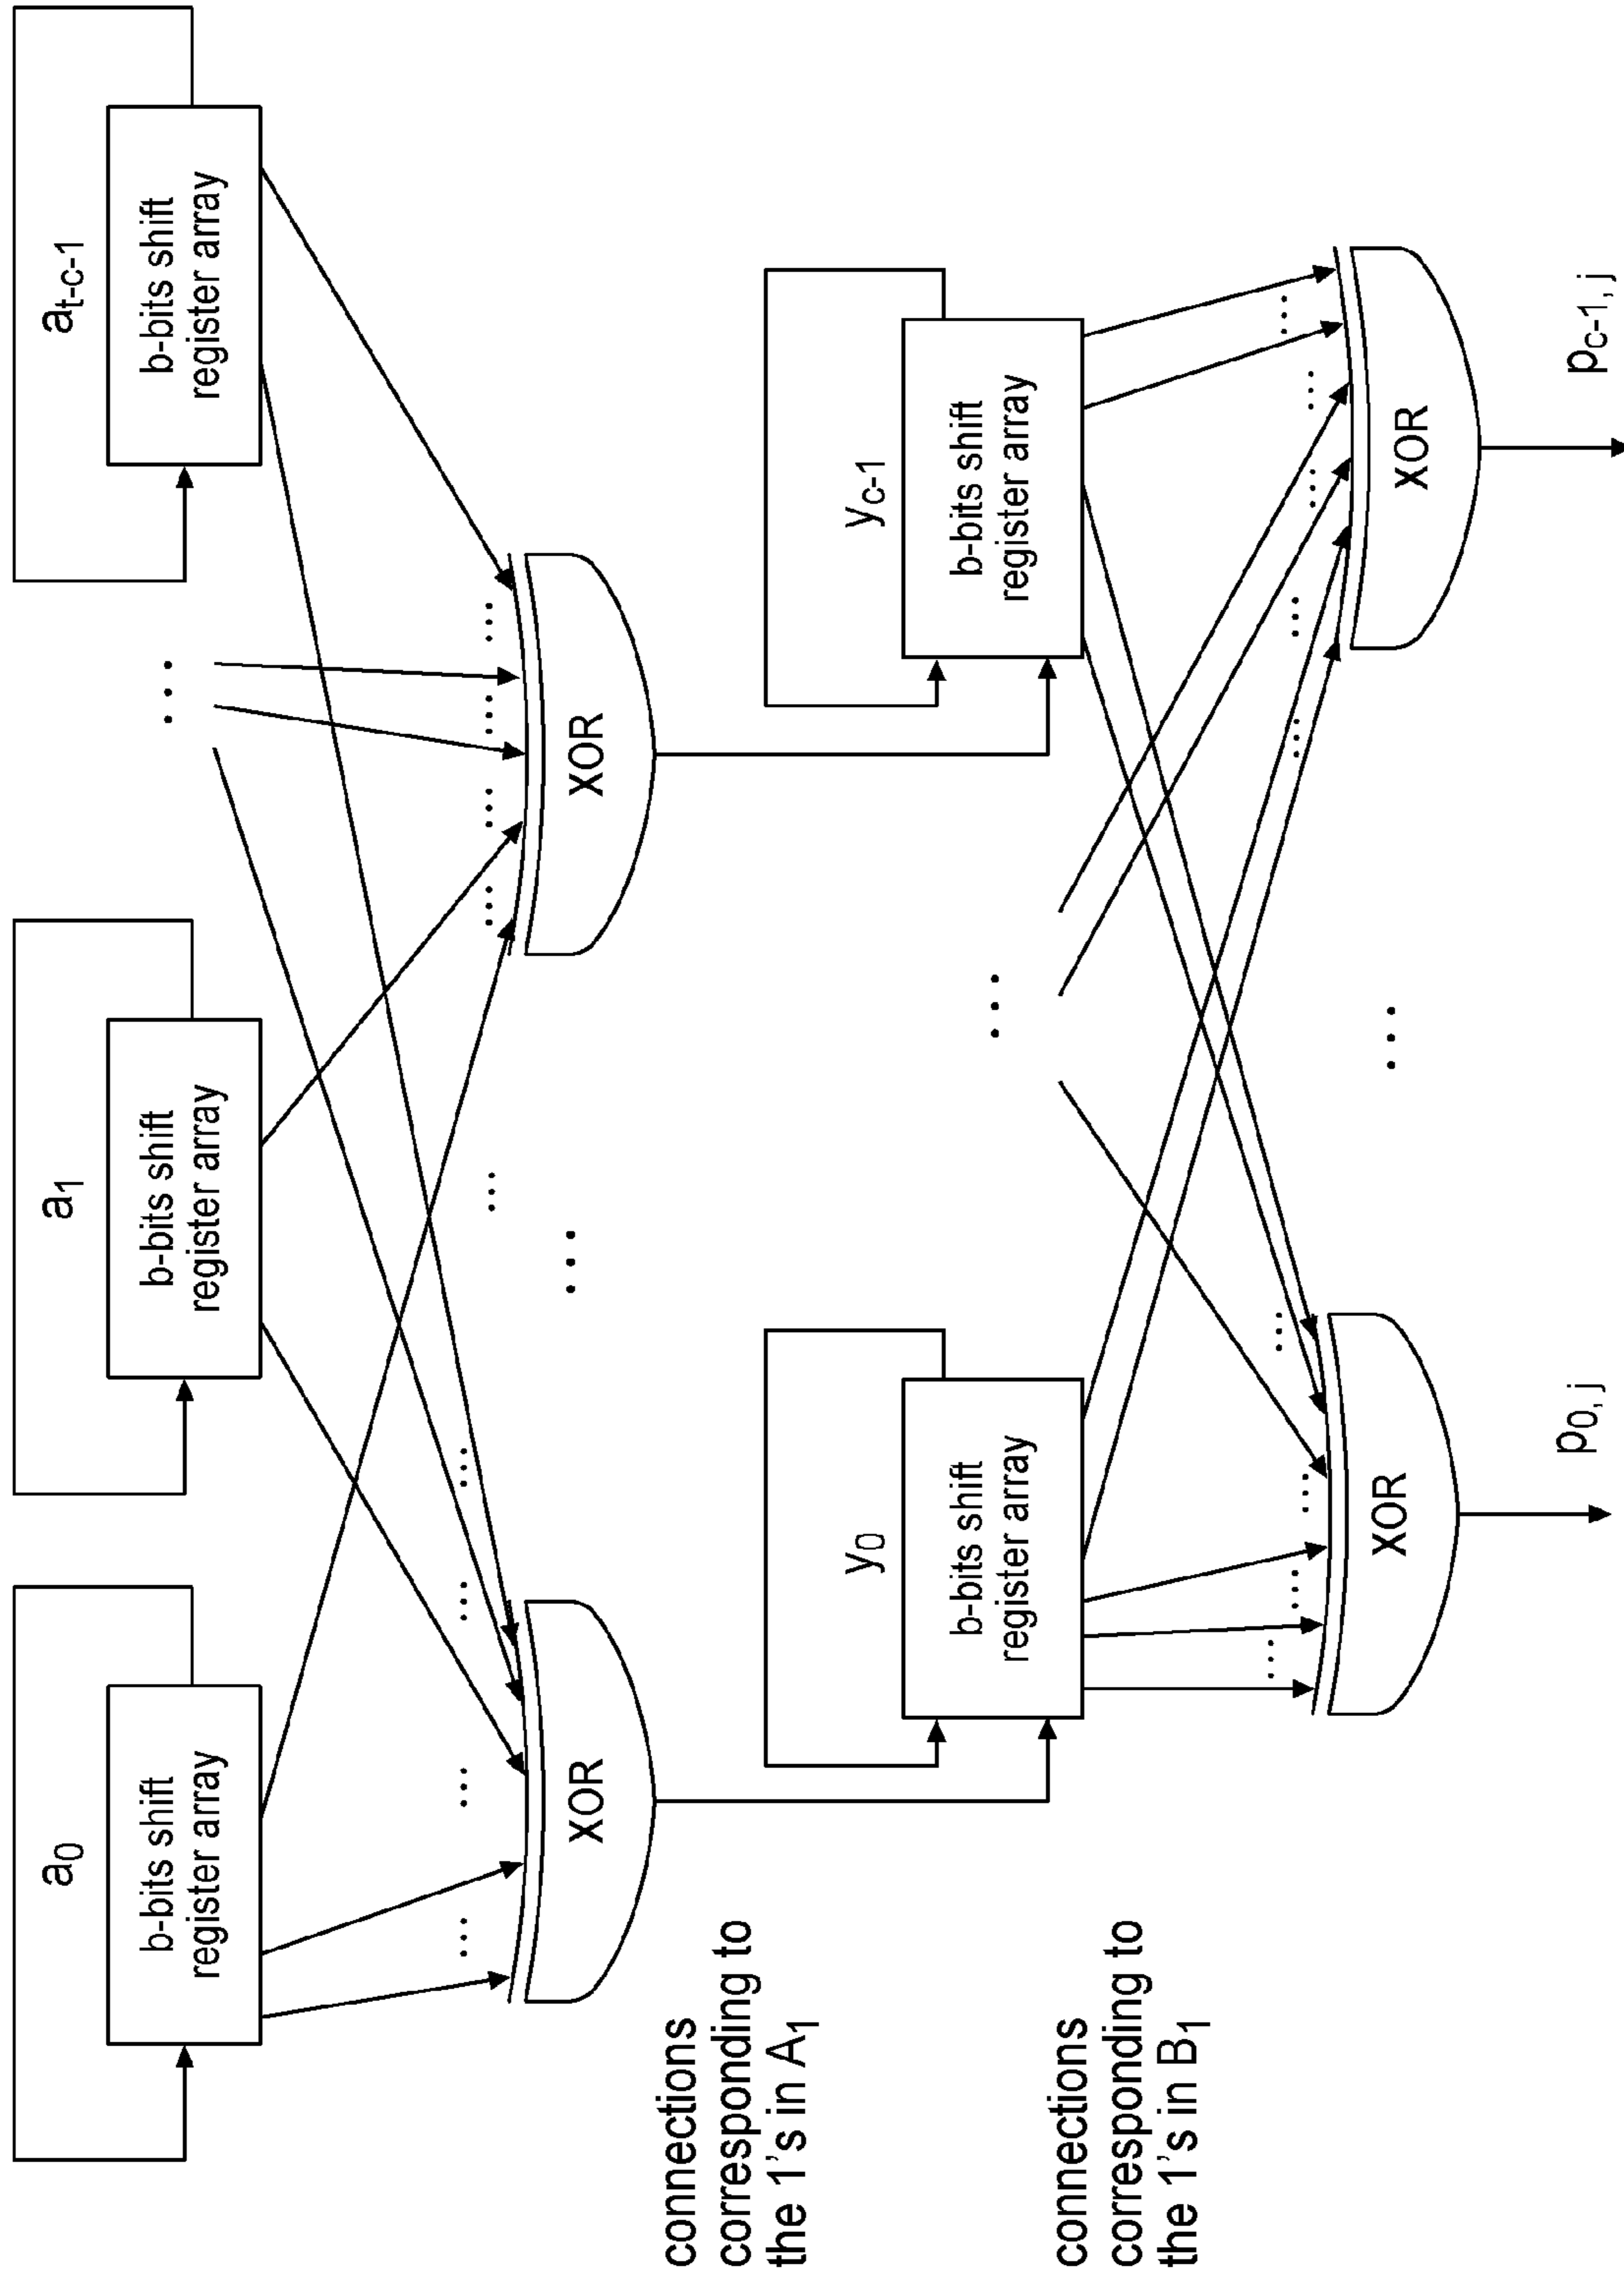 a0
b-bits shift
register array
a1
b-bits shift
register array
...
at-c-1
b-bits shift
register array
... ... ... ... ... ... ... ... ...
XOR
...
XOR
connections
corresponding to
the 1's in A1
y0
b-bits shift
register array
...
yc-1
b-bits shift
register array
connections
corresponding to
the 1's in B1
... ... ... ... ... ... ... ... ...
XOR
...
XOR
p0, j
pc-1, j